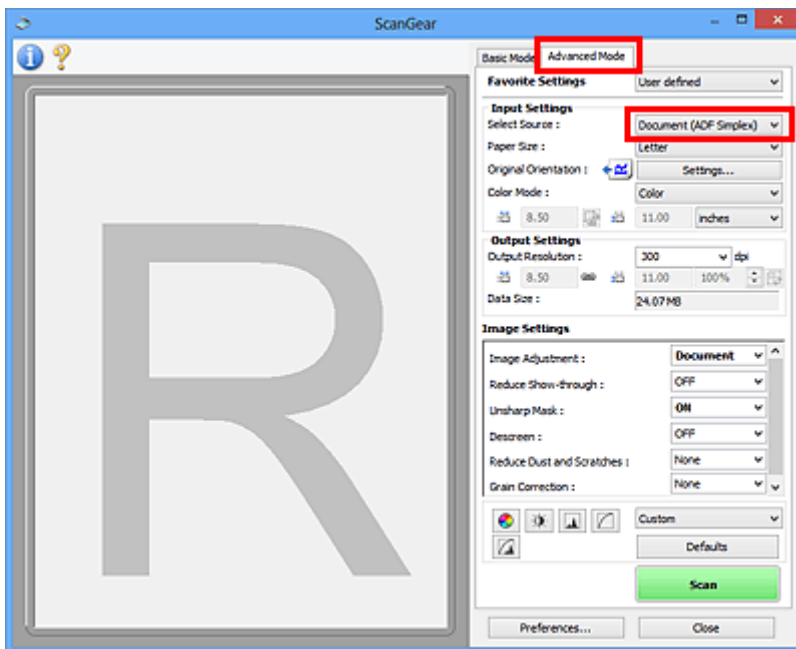 ScanGear
Basic Mode Advanced Mode
Favorite Settings User defined
Input Settings
Select Source : Document (ADF Simplex)
Paper Size : Letter
Original Orientation : Settings...
Color Mode : Color
8.50 11.00 inches
Output Settings
Output Resolution : 300 dpi
8.50 11.00 100%
Data Size : 24.07 MB
Image Settings
Image Adjustment : Document
Reduce Show-through : OFF
Unsharp Mask : ON
Descreen : OFF
Reduce Dust and Scratches : None
Grain Correction : None
Custom
Defaults
Scan
Preferences... Close
R